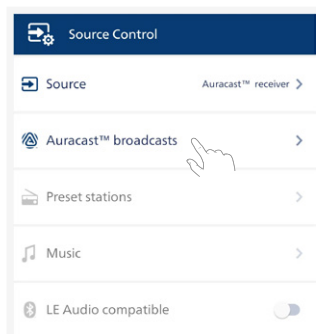 Source Control
Source Auracast™ receiver
Auracast™ broadcasts
Preset stations
Music
LE Audio compatible